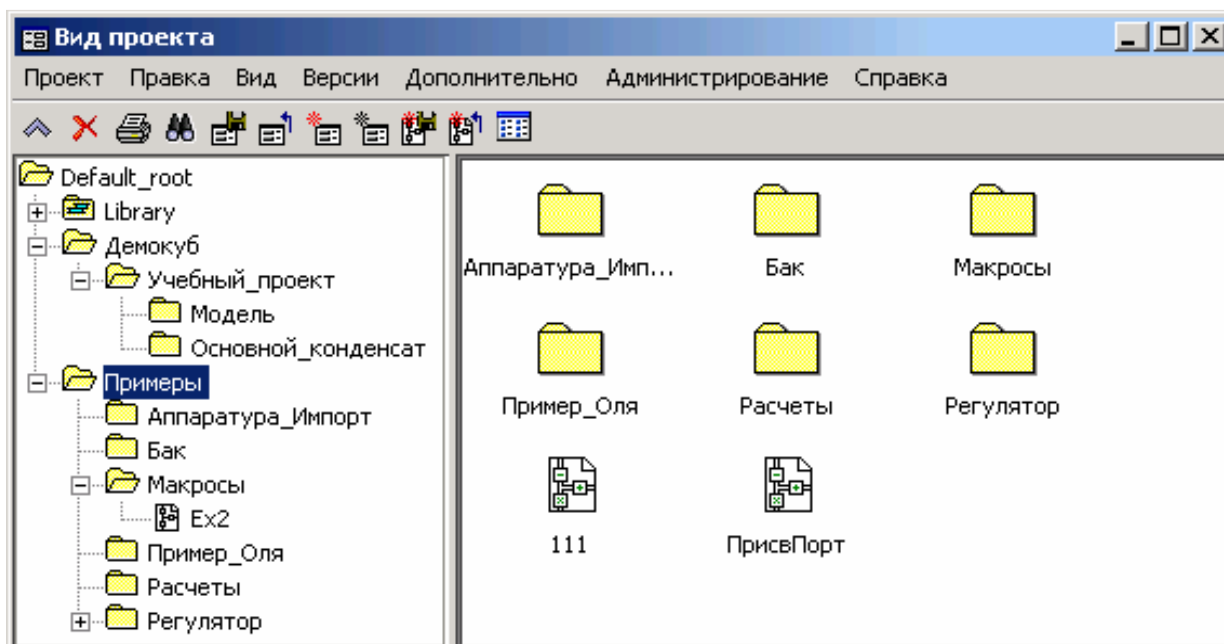 Вид проекта
Проект Правка Вид Версии Дополнительно Администрирование Справка
Default_root
Library
Демокуб
Учебный_проект
Модель
Основной_конденсат
Примеры
Аппаратура_Импорт
Бак
Макросы
Ex2
Пример_Оля
Расчеты
Регулятор
Аппаратура_Имп... Бак Макросы
Пример_Оля Расчеты Регулятор
111 ПрисвПорт